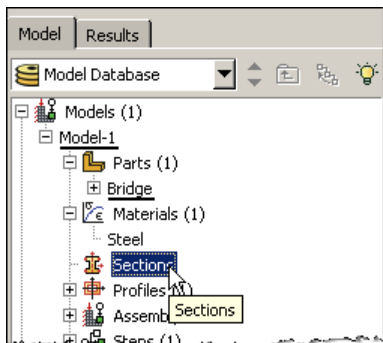 Model Results
Model Database
Models (1)
Model-1
Parts (1)
Bridge
Materials (1)
Steel
Sections
Profiles
Sections
Steps (1)